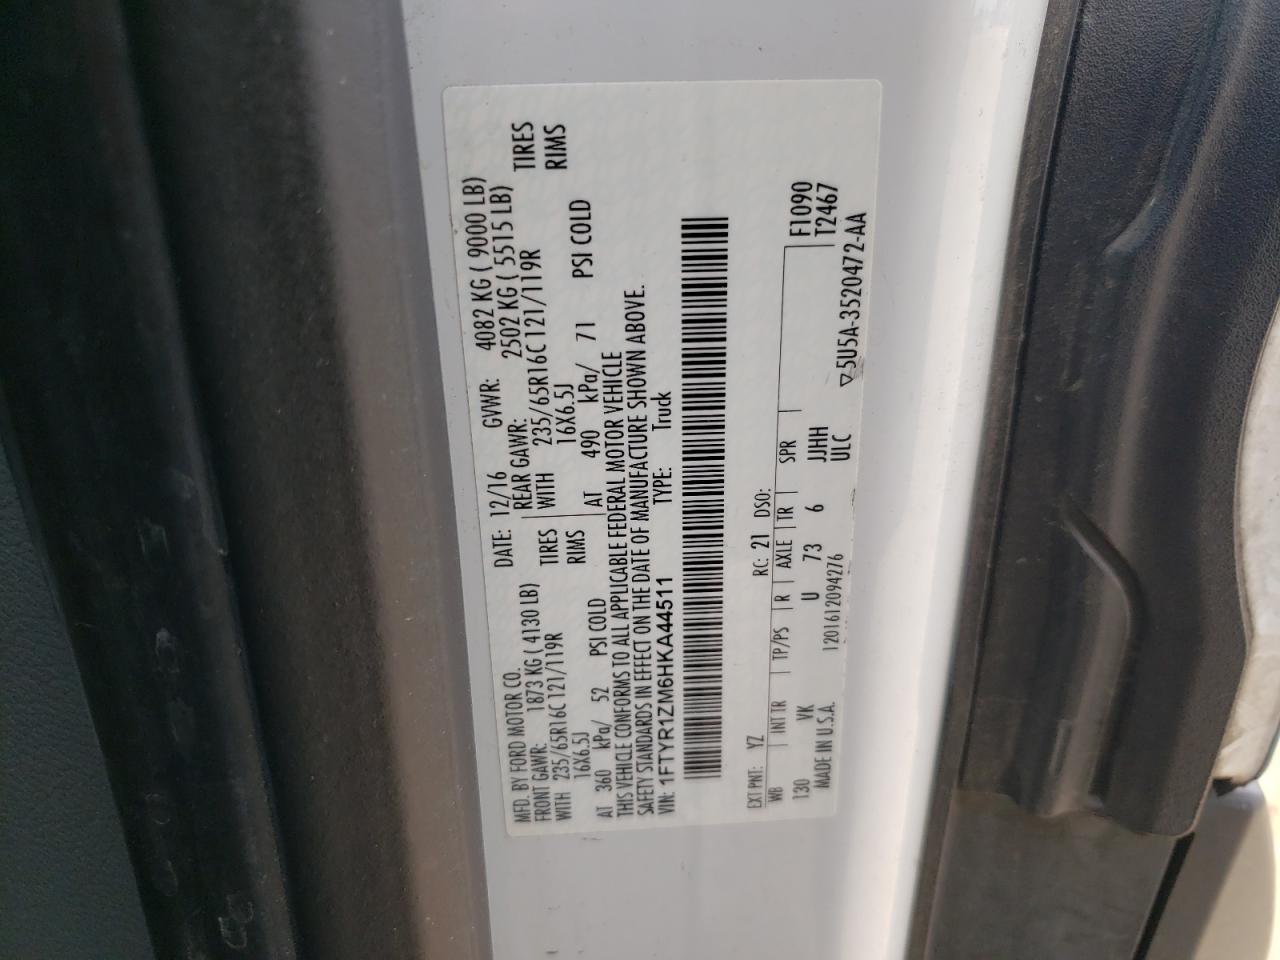 MFD. BY FORD MOTOR CO.
DATE: 12/16 GVWR: 4082 KG ( 9000 LB)
FRONT GAWR: 1873 KG ( 4130 LB) REAR GAWR: 2502 KG ( 5515 LB)
WITH 235/65R16C 121/119R TIRES WITH 235/65R16C 121/119R TIRES
16X6.5J RIMS 16X6.5J RIMS
AT 360 kPa/ 52 PSI COLD AT 490 kPa/ 71 PSI COLD
THIS VEHICLE CONFORMS TO ALL APPLICABLE FEDERAL MOTOR VEHICLE
SAFETY STANDARDS IN EFFECT ON THE DATE OF MANUFACTURE SHOWN ABOVE.
VIN: 1FTYR1ZM6HKA44511 TYPE: Truck
EXT PNT: YZ RC: 21 DSO: F1090
WB INT TR TP/PS R AXLE TR SPR T2467
130 VK U 73 6 JJHH
MADE IN U.S.A. 1201612094276 ULC ▽5U5A-3520472-AA